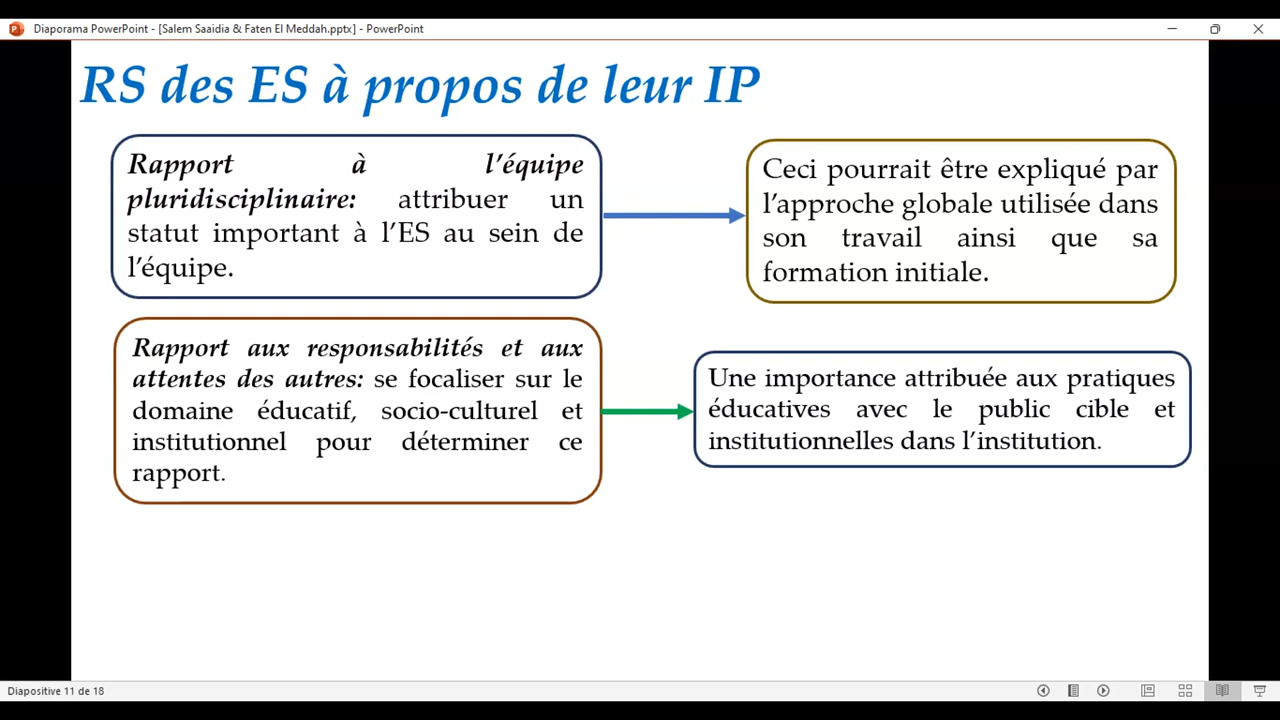 Diaporama PowerPoint - [Salem Saaidia & Faten El Meddah.pptx] - PowerPoint
RS des ES à propos de leur IP
Rapport à l’équipe
pluridisciplinaire: attribuer un
statut important à l’ES au sein de
l’équipe.
Ceci pourrait être expliqué par
l’approche globale utilisée dans
son travail ainsi que sa
formation initiale.
Rapport aux responsabilités et aux
attentes des autres: se focaliser sur le
domaine éducatif, socio-culturel et
institutionnel pour déterminer ce
rapport.
Une importance attribuée aux pratiques
éducatives avec le public cible et
institutionnelles dans l’institution.
Diapositive 11 de 18